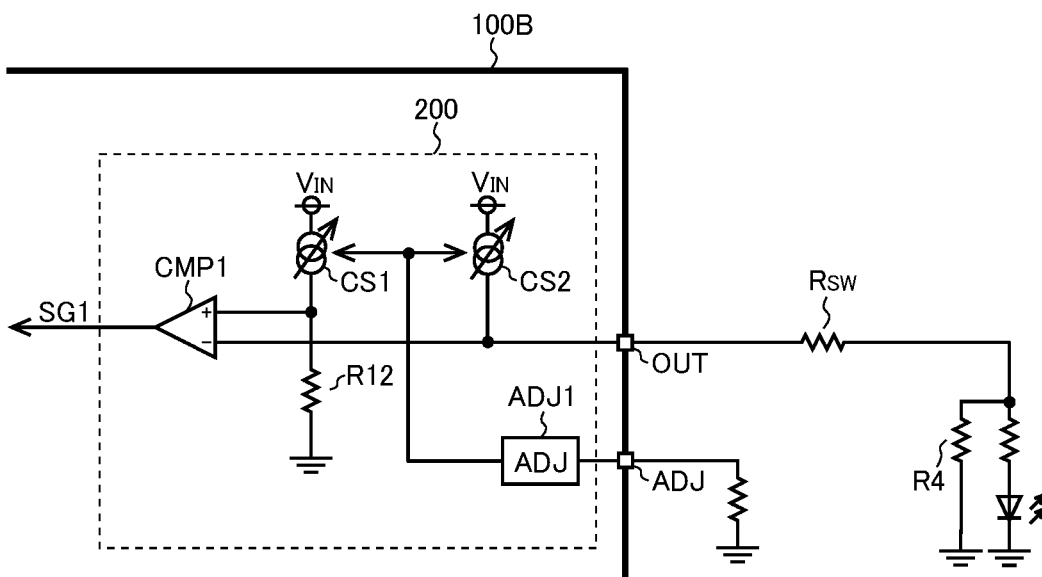 100B
200
VIN
VIN
CMP1
CS1
CS2
RSW
SG1
+
−
OUT
R12
ADJ1
ADJ
ADJ
R4